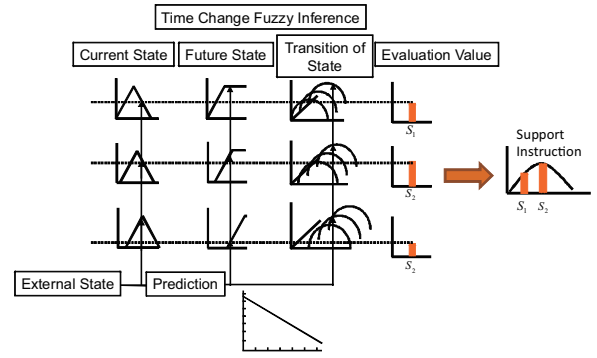 Time Change Fuzzy Inference
Current State
Future State
Transition of
State
Evaluation Value
S1
Support
Instruction
S2
S1 S2
S2
External State
Prediction